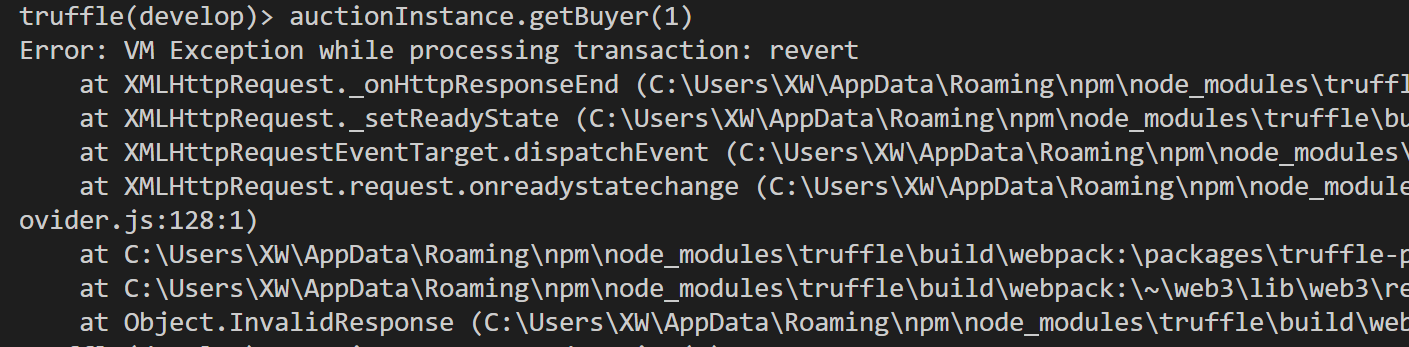 truffle(develop)> auctionInstance.getBuyer(1)
Error: VM Exception while processing transaction: revert
    at XMLHttpRequest._onHttpResponseEnd (C:\Users\XW\AppData\Roaming\npm\node_modules\truffl
    at XMLHttpRequest._setReadyState (C:\Users\XW\AppData\Roaming\npm\node_modules\truffle\bu
    at XMLHttpRequestEventTarget.dispatchEvent (C:\Users\XW\AppData\Roaming\npm\node_modules\
    at XMLHttpRequest.request.onreadystatechange (C:\Users\XW\AppData\Roaming\npm\node_module
ovider.js:128:1)
    at C:\Users\XW\AppData\Roaming\npm\node_modules\truffle\build\webpack:\packages\truffle-p
    at C:\Users\XW\AppData\Roaming\npm\node_modules\truffle\build\webpack:\~\web3\lib\web3\re
    at Object.InvalidResponse (C:\Users\XW\AppData\Roaming\npm\node_modules\truffle\build\web